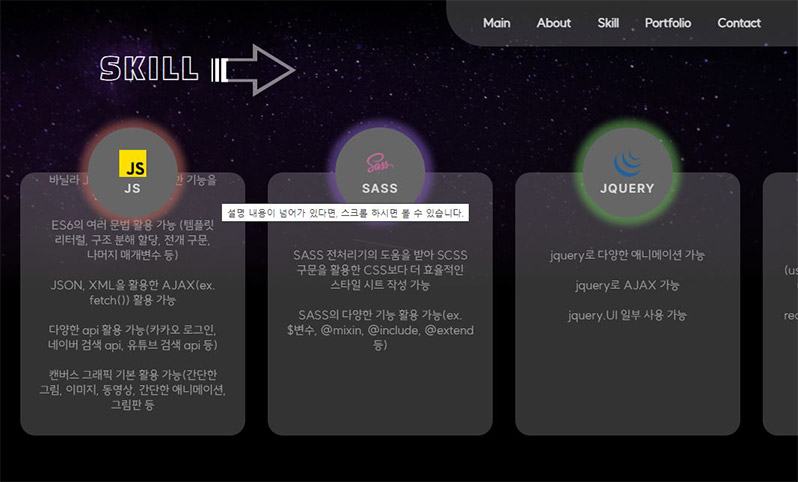 Main
About
Skill
Portfolio
Contact
SKILL
JS
JS
바닐라
기능을
ES6의 여러 문법 활용 가능 (템플릿
리터럴, 구조 분해 할당, 전개 구문,
나머지 매개변수 등)
JSON, XML을 활용한 AJAX(ex.
fetch()) 활용 가능
다양한 api 활용 가능(카카오 로그인,
네이버 검색 api, 유튜브 검색 api 등)
캔버스 그래픽 기본 활용 가능(간단한
그림, 이미지, 동영상, 간단한 애니메이션,
그림판 등
설명 내용이 넘어가 있다면, 스크롤 하시면 볼 수 있습니다.
Sass
SASS
SASS 전처리기의 도움을 받아 SCSS
구문을 활용한 CSS보다 더 효율적인
스타일 시트 작성 가능
SASS의 다양한 기능 활용 가능(ex.
$변수, @mixin, @include, @extend
등)
JQUERY
jquery로 다양한 애니메이션 가능
jquery로 AJAX 가능
jquery.UI 일부 사용 가능